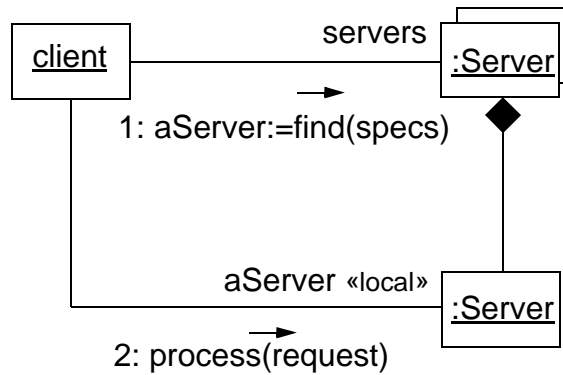 servers
client
:Server
1: aServer:=find(specs)
aServer «local»
:Server
2: process(request)